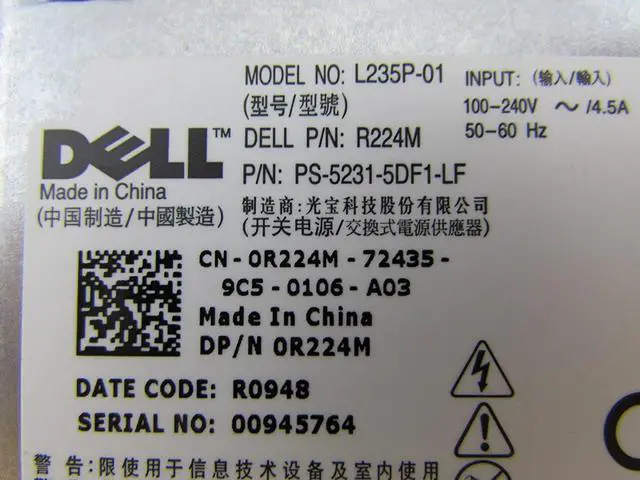 MODEL NO: L235P-01
(型号/型號)
DELL P/N: R224M
P/N: PS-5231-5DF1-LF
制造商:光宝科技股份有限公司
(开关电源/交換式電源供應器)
INPUT: (输入/輸入)
100-240V ～/4.5A
50-60 Hz
DELL™
Made in China
(中国制造/中國製造)
CN - 0R224M - 72435 -
9C5 - 0106 - A03
Made In China
DP/N 0R224M
DATE CODE: R0948
SERIAL NO: 00945764
警 告:限使用于信息技术设备及室内使用